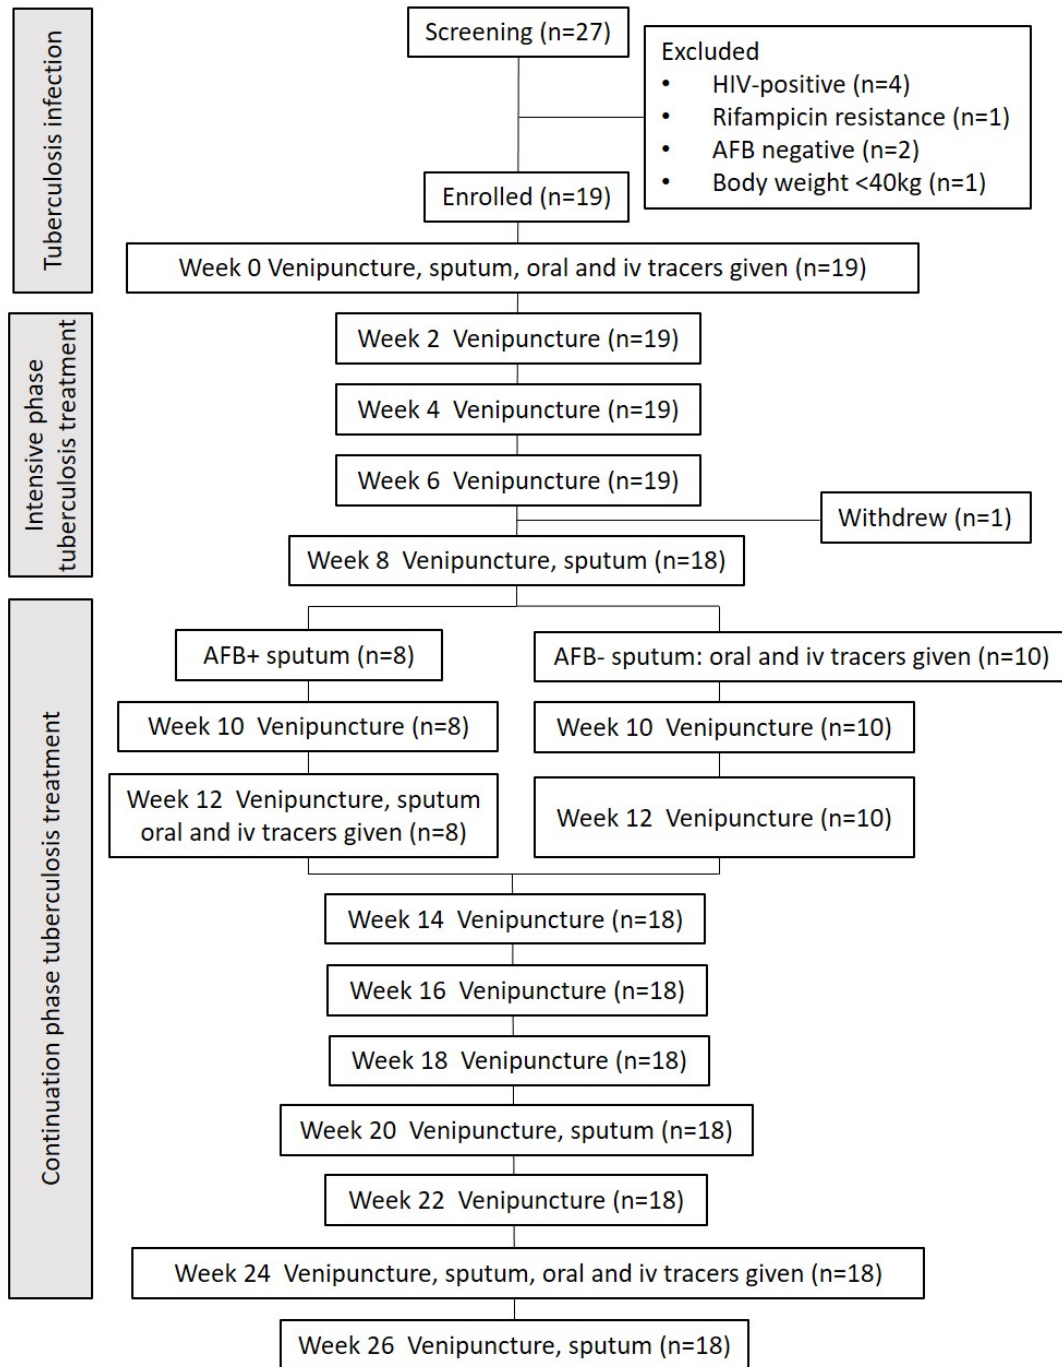 Tuberculosis infection
Screening (n=27)
Excluded
• HIV-positive (n=4)
• Rifampicin resistance (n=1)
• AFB negative (n=2)
• Body weight <40kg (n=1)
Enrolled (n=19)
Week 0 Venipuncture, sputum, oral and iv tracers given (n=19)
Intensive phase
tuberculosis treatment
Week 2 Venipuncture (n=19)
Week 4 Venipuncture (n=19)
Week 6 Venipuncture (n=19)
Withdrew (n=1)
Week 8 Venipuncture, sputum (n=18)
Continuation phase tuberculosis treatment
AFB+ sputum (n=8)
AFB- sputum: oral and iv tracers given (n=10)
Week 10 Venipuncture (n=8)
Week 10 Venipuncture (n=10)
Week 12 Venipuncture, sputum
oral and iv tracers given (n=8)
Week 12 Venipuncture (n=10)
Week 14 Venipuncture (n=18)
Week 16 Venipuncture (n=18)
Week 18 Venipuncture (n=18)
Week 20 Venipuncture, sputum (n=18)
Week 22 Venipuncture (n=18)
Week 24 Venipuncture, sputum, oral and iv tracers given (n=18)
Week 26 Venipuncture, sputum (n=18)